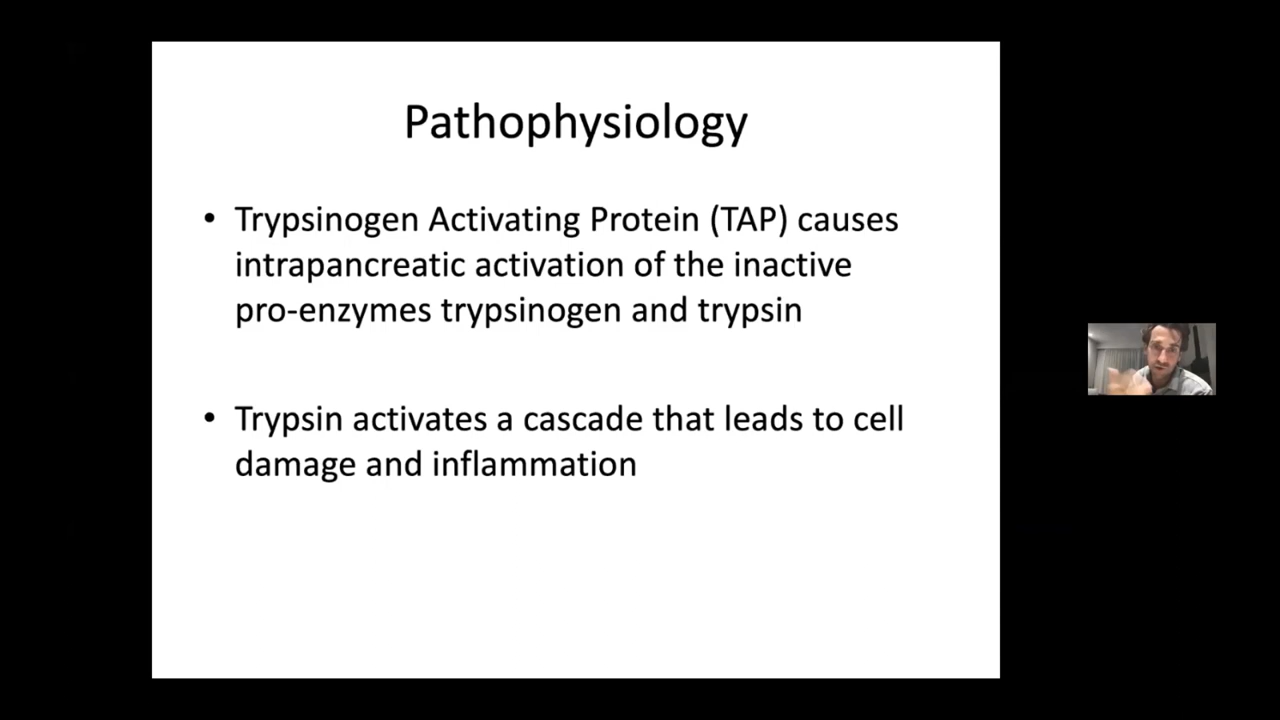 Pathophysiology
• Trypsinogen Activating Protein (TAP) causes
intrapancreatic activation of the inactive
pro-enzymes trypsinogen and trypsin
• Trypsin activates a cascade that leads to cell
damage and inflammation